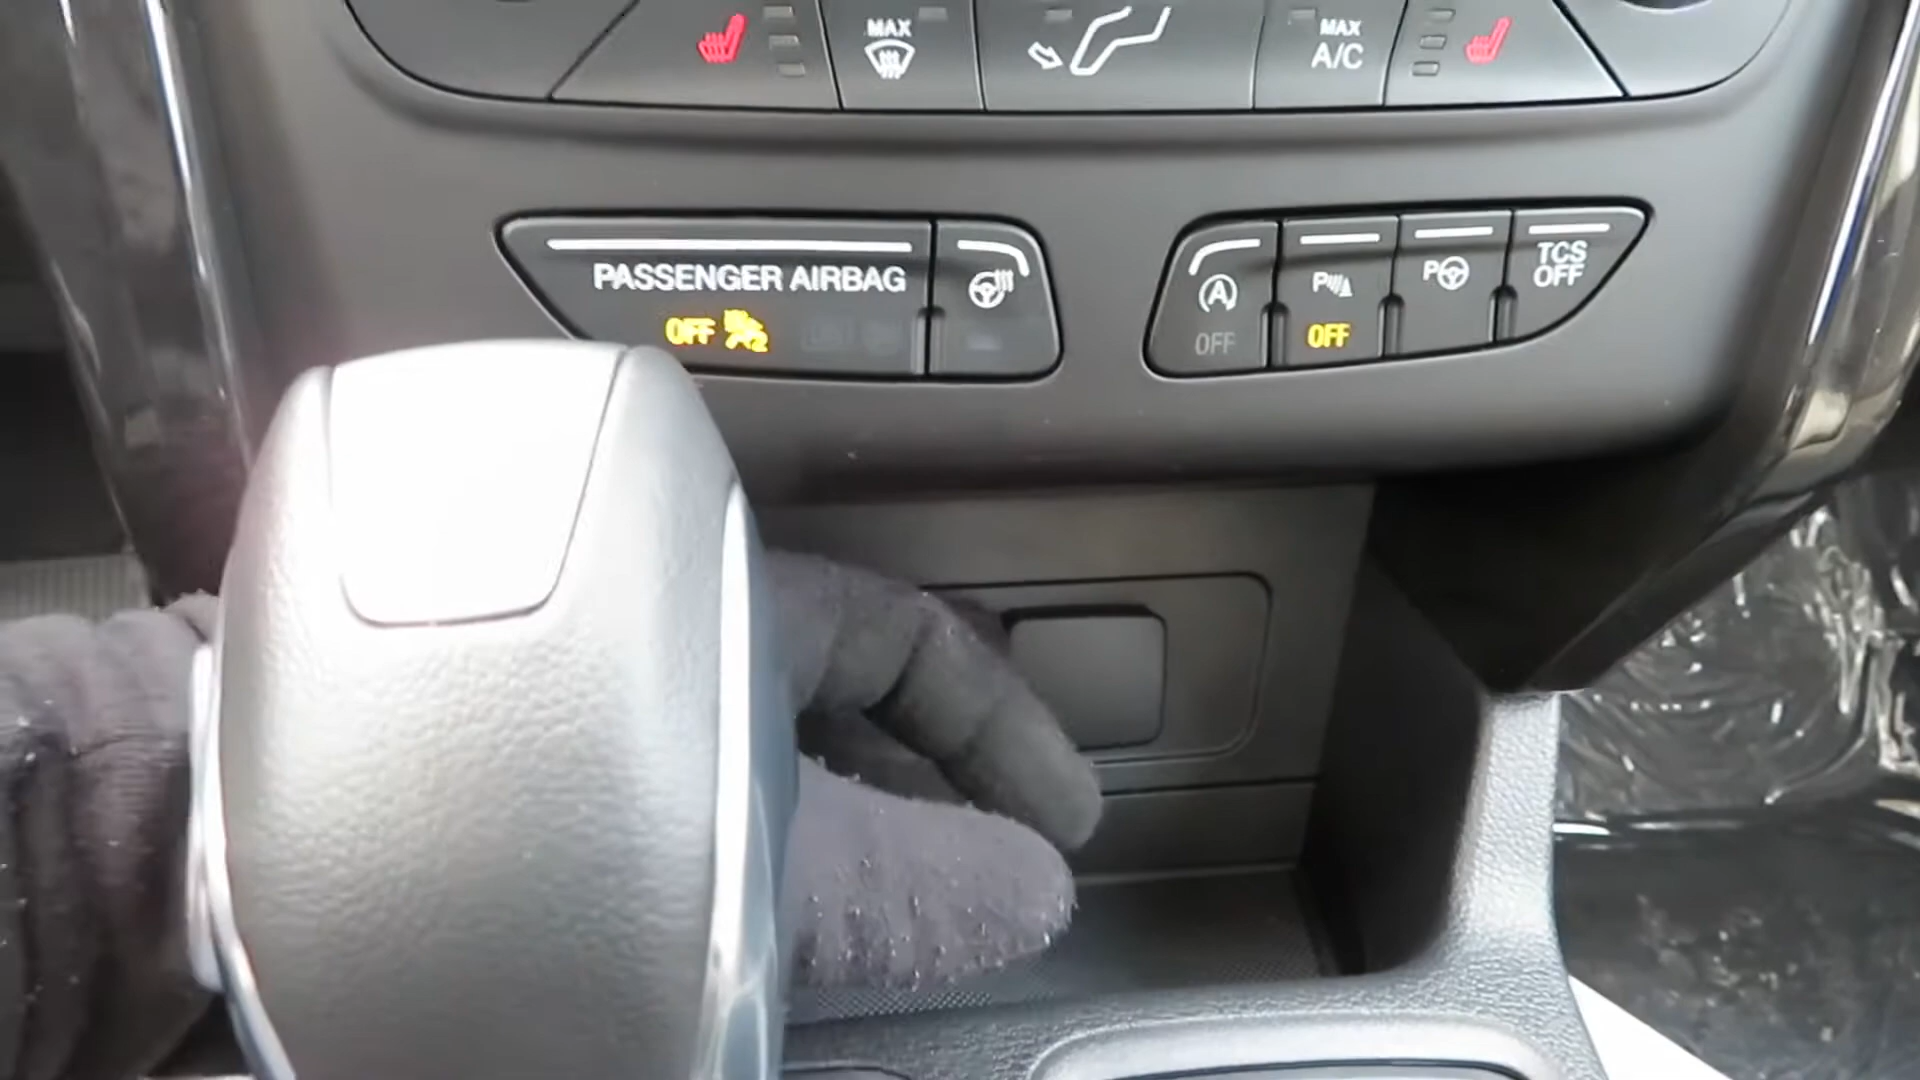 MAX
MAX
A/C
PASSENGER AIRBAG
OFF
A
OFF
P
OFF
P
TCS
OFF